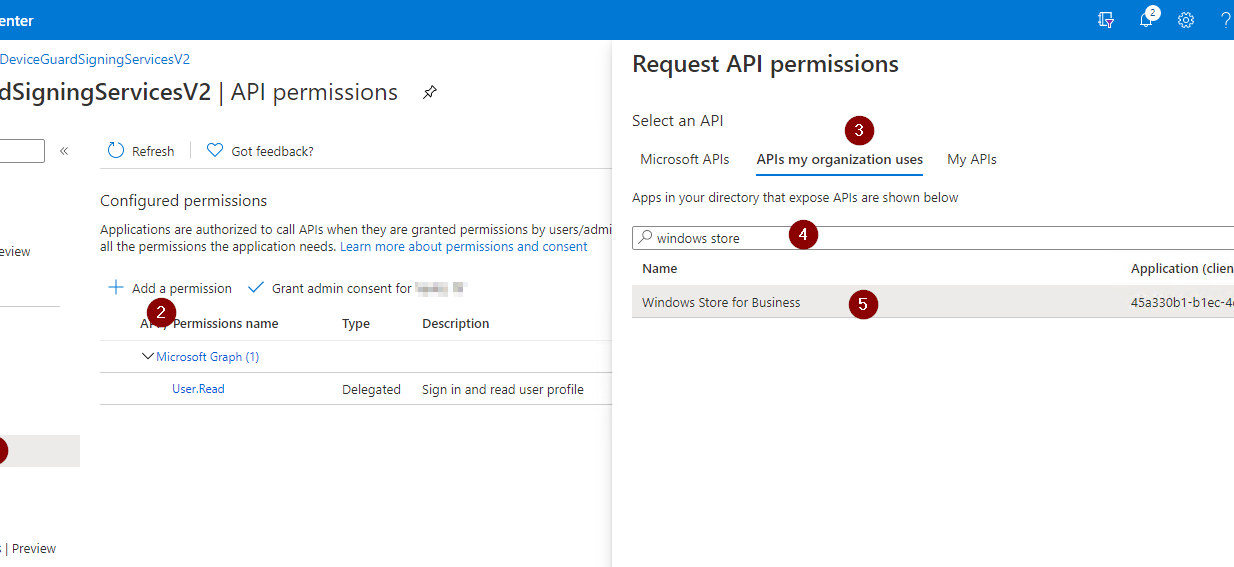 enter
2
DeviceGuardSigningServicesV2
dSigningServicesV2 | API permissions
«
Refresh
Got feedback?
Configured permissions
Applications are authorized to call APIs when they are granted permissions by users/admi
all the permissions the application needs. Learn more about permissions and consent
eview
Add a permission
Grant admin consent for
2
Permissions name
Type
Description
Microsoft Graph (1)
User.Read
Delegated
Sign in and read user profile
| Preview
Request API permissions
Select an API
3
Microsoft APIs
APIs my organization uses
My APIs
Apps in your directory that expose APIs are shown below
windows store
4
Name
Application (clien
Windows Store for Business
5
45a330b1-b1ec-4